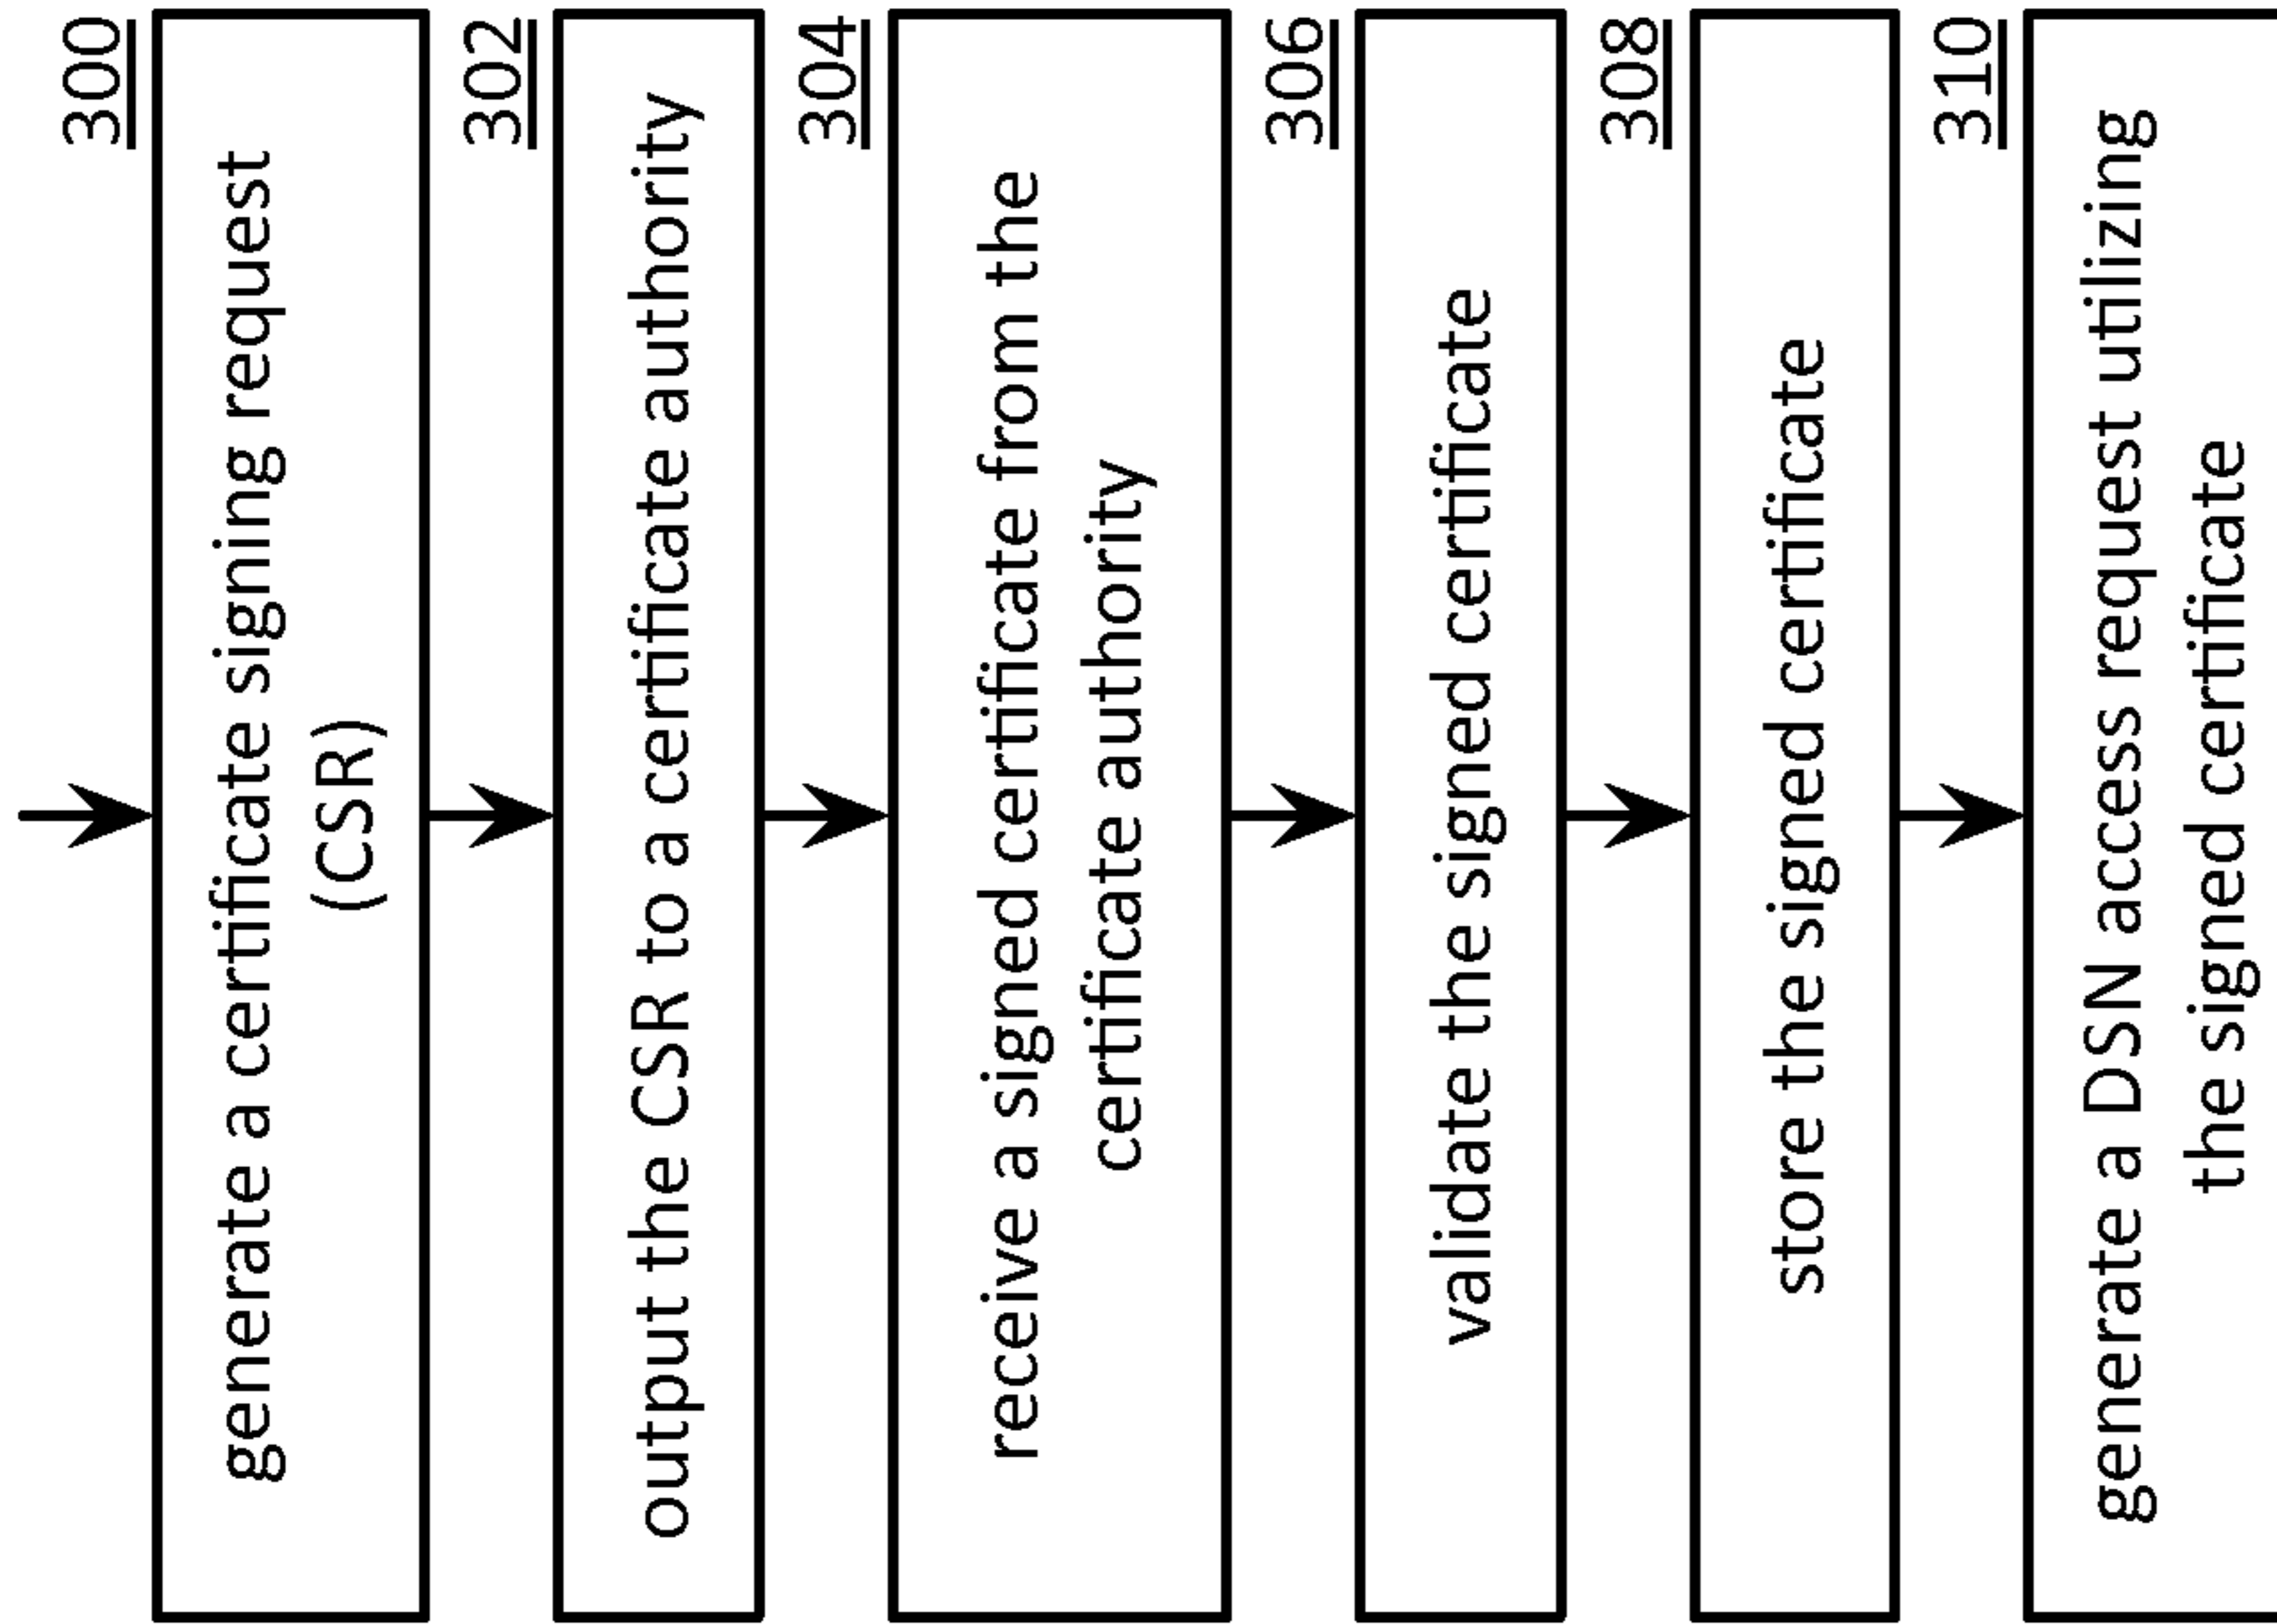 300
generate a certificate signing request
(CSR)
302
output the CSR to a certificate authority
304
receive a signed certificate from the
certificate authority
306
validate the signed certificate
308
store the signed certificate
310
generate a DSN access request utilizing
the signed certificate